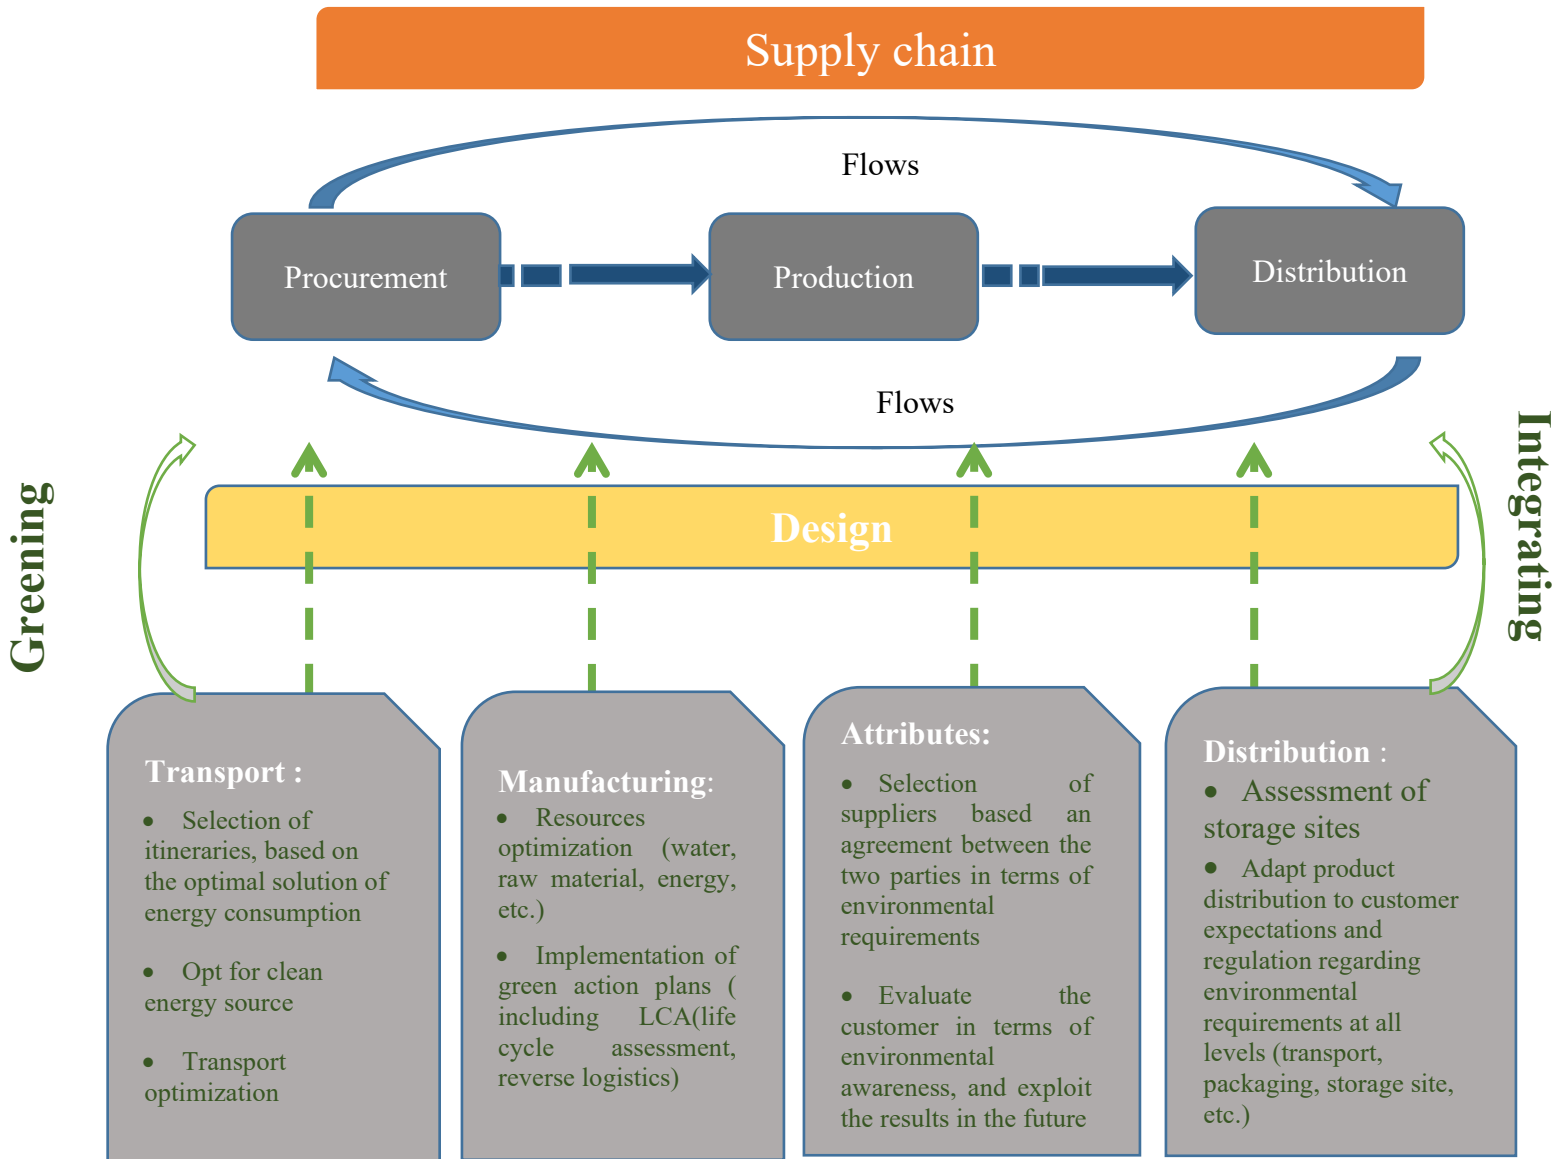 Supply chain
Flows
Procurement
Production
Distribution
Flows
Greening
Integrating
Design
Transport :
• Selection of
itineraries, based on
the optimal solution of
energy consumption
• Opt for clean
energy source
• Transport
optimization
Manufacturing:
• Resources
optimization (water,
raw material, energy,
etc.)
• Implementation of
green action plans (
including LCA(life
cycle assessment,
reverse logistics)
Attributes:
• Selection of
suppliers based an
agreement between the
two parties in terms of
environmental
requirements
• Evaluate the
customer in terms of
environmental
awareness, and exploit
the results in the future
Distribution :
• Assessment of
storage sites
• Adapt product
distribution to customer
expectations and
regulation regarding
environmental
requirements at all
levels (transport,
packaging, storage site,
etc.)